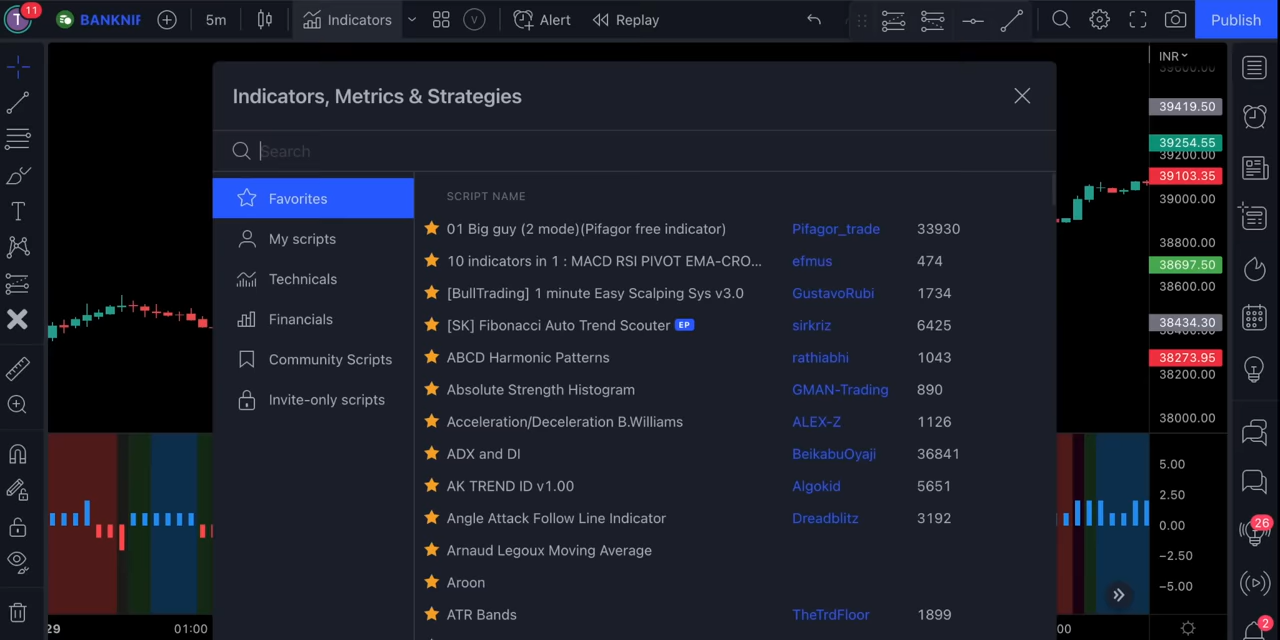 11
BANKNIF
5m
Indicators
V
Alert
Replay
Publish
Indicators, Metrics & Strategies
Search
Favorites
My scripts
Technicals
Financials
Community Scripts
Invite-only scripts
SCRIPT NAME
01 Big guy (2 mode)(Pifagor free indicator) Pifagor_trade 33930
10 indicators in 1 : MACD RSI PIVOT EMA-CRO... efmus 474
[BullTrading] 1 minute Easy Scalping Sys v3.0 GustavoRubi 1734
[SK] Fibonacci Auto Trend Scouter EP sirkriz 6425
ABCD Harmonic Patterns rathiabhi 1043
Absolute Strength Histogram GMAN-Trading 890
Acceleration/Deceleration B.Williams ALEX-Z 1126
ADX and DI BeikabuOyaji 36841
AK TREND ID v1.00 Algokid 5651
Angle Attack Follow Line Indicator Dreadblitz 3192
Arnaud Legoux Moving Average
Aroon
ATR Bands TheTrdFloor 1899
INR
39600.00
39419.50
39254.55
39200.00
39103.35
39000.00
38800.00
38697.50
38600.00
38434.30
38273.95
38200.00
38000.00
5.00
2.50
0.00
−2.50
−5.00
29
01:00
:00
26
2